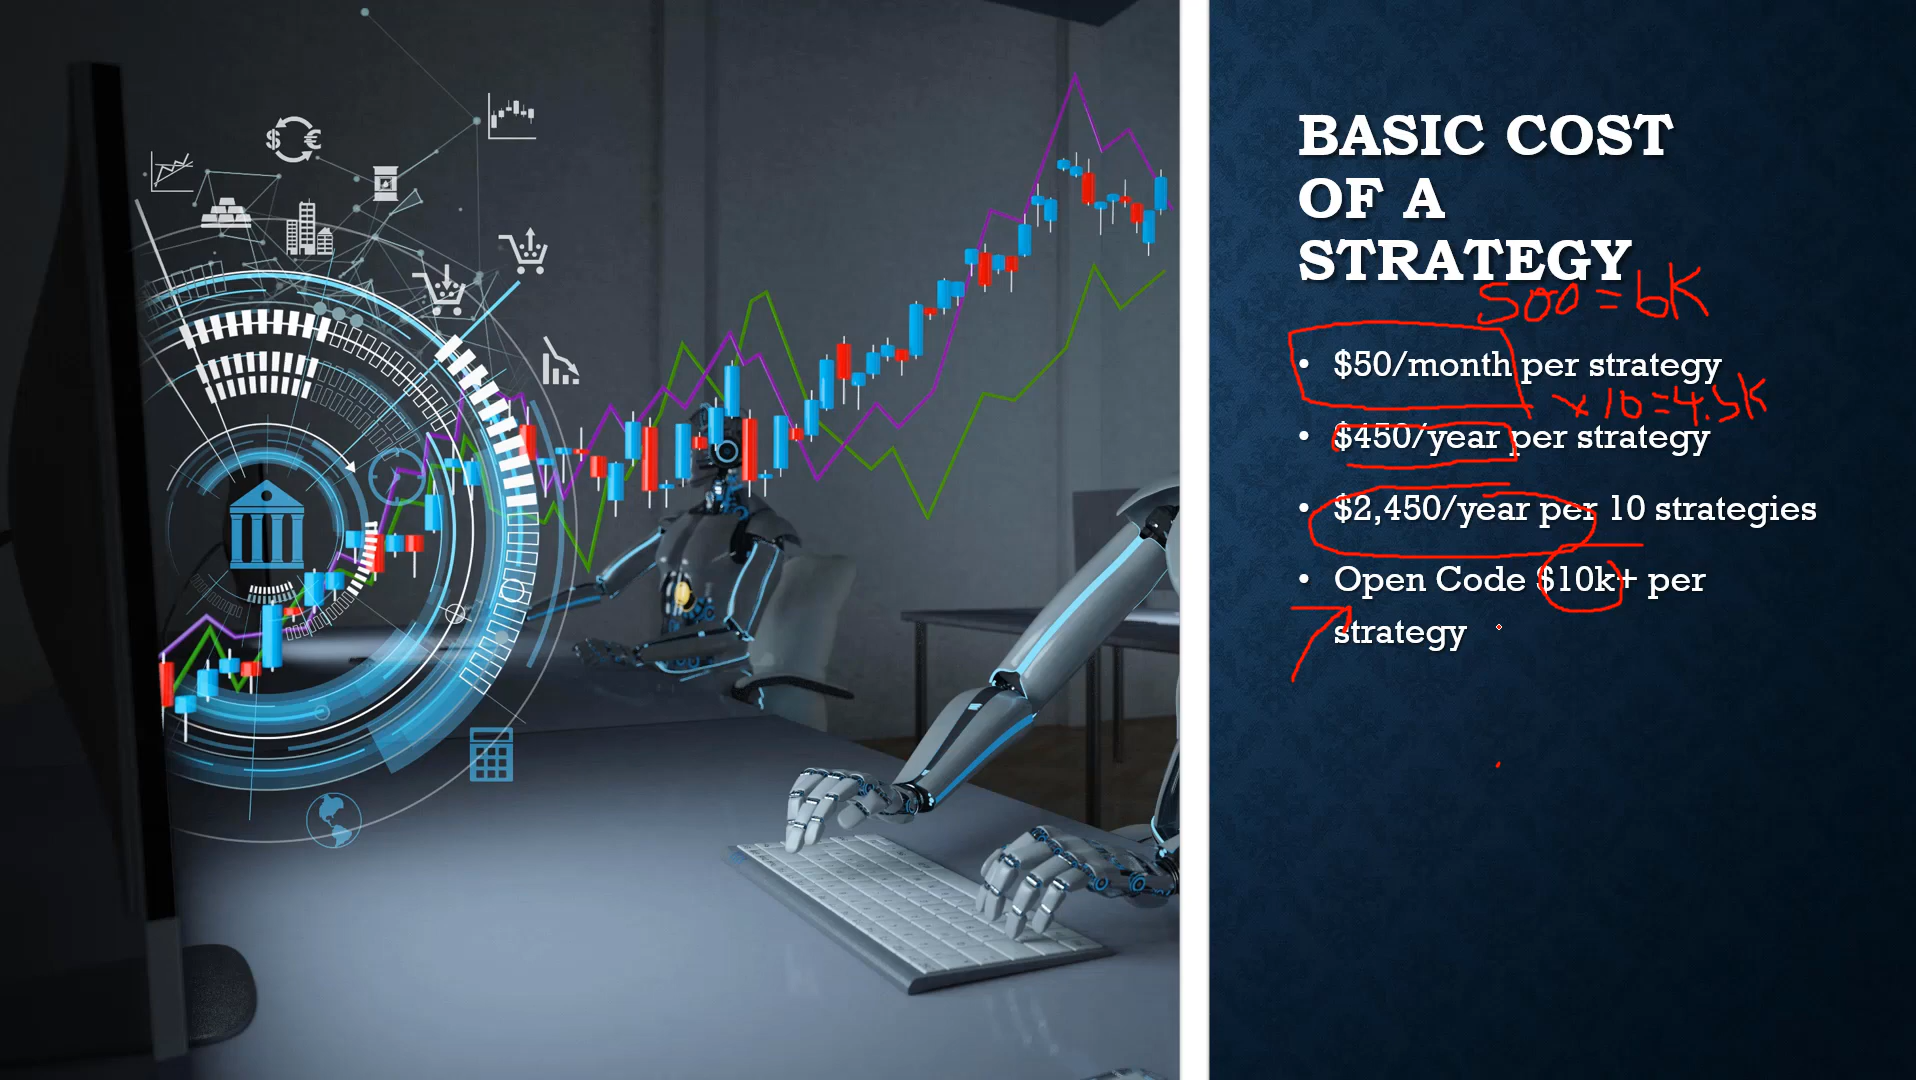 BASIC COST
OF A
STRATEGY
500 = 6K
• $50/month per strategy
x 10 = 4.5K
• $450/year per strategy
• $2,450/year per 10 strategies
• Open Code $10k+ per
strategy